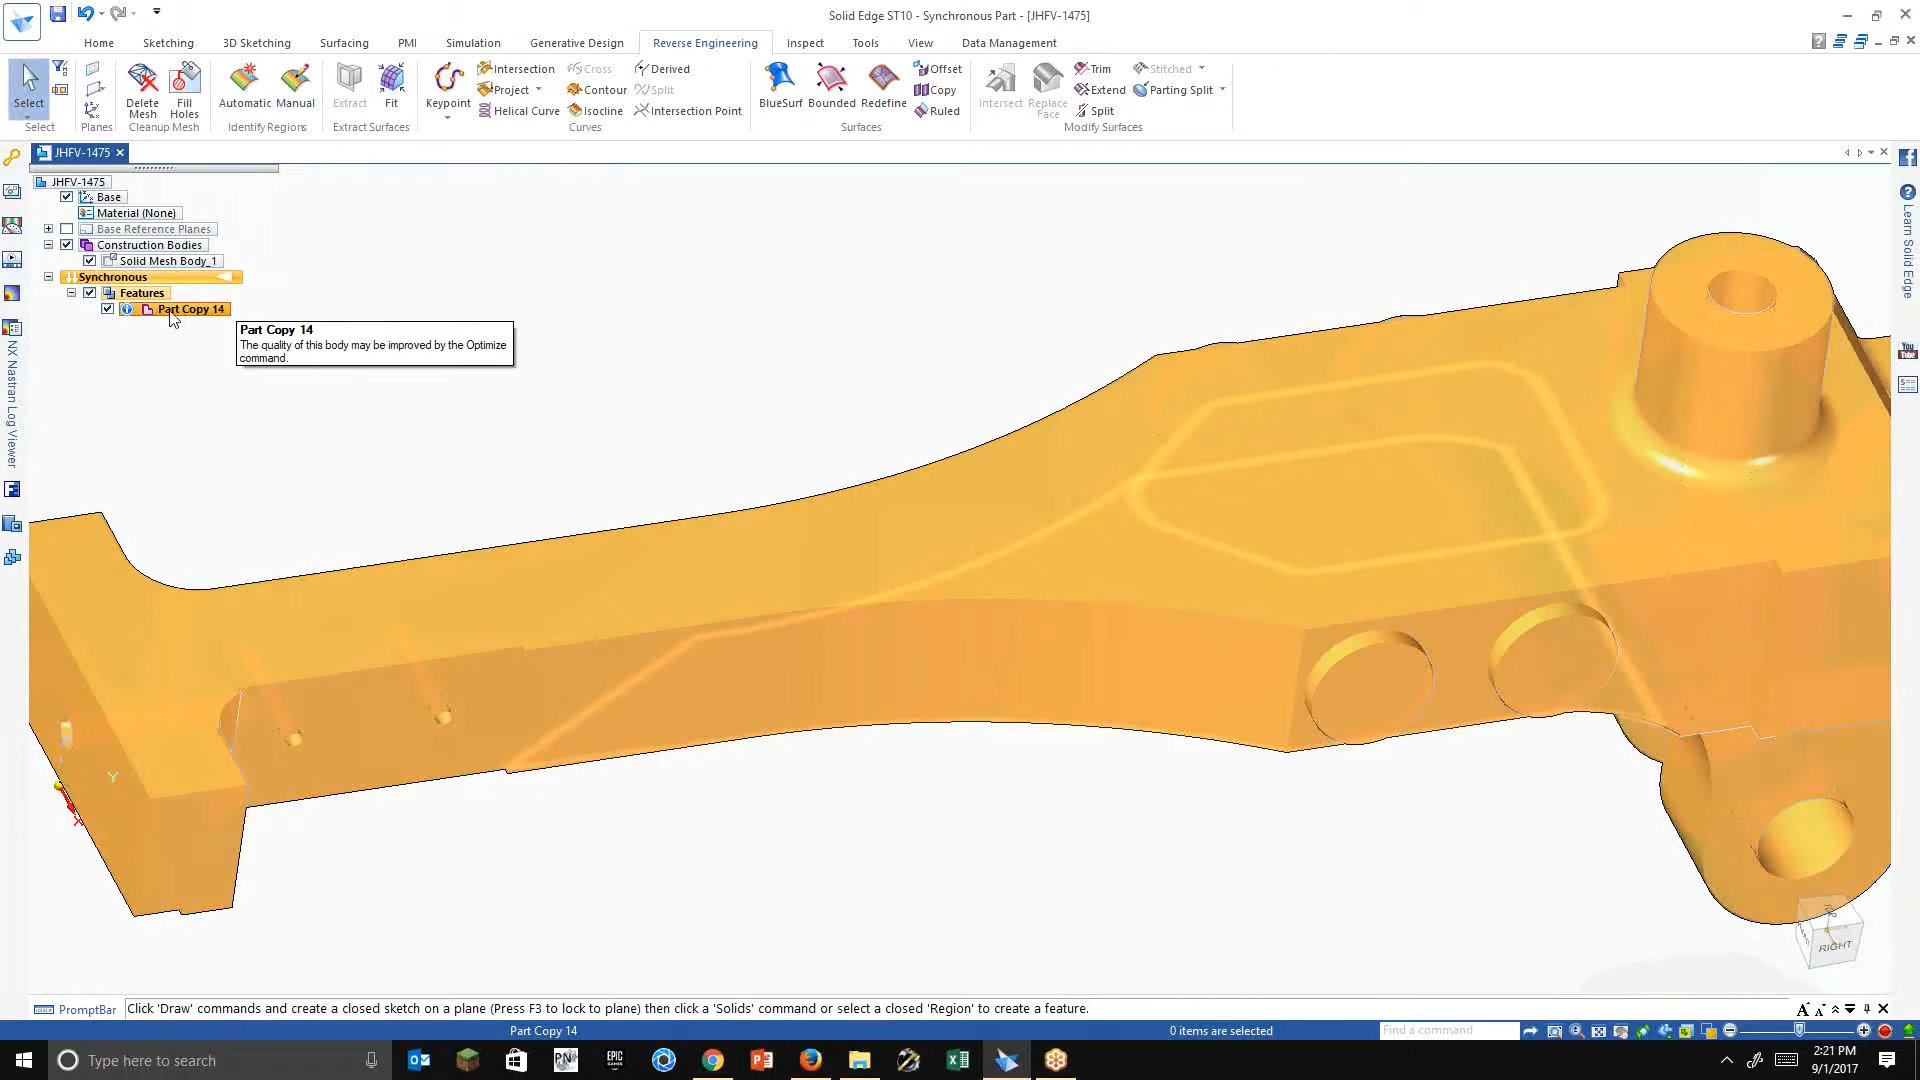 Solid Edge ST10 - Synchronous Part - [JHFV-1475]
Home Sketching 3D Sketching Surfacing PMI Simulation Generative Design Reverse Engineering Inspect Tools View Data Management
Select
Select
Planes
Delete Mesh
Fill Holes
Cleanup Mesh
Automatic Manual
Identify Regions
Extract Fit
Extract Surfaces
Keypoint
Intersection Cross Derived
Project Contour Split
Helical Curve Isocline Intersection Point
Curves
BlueSurf Bounded Redefine
Offset
Copy
Ruled
Surfaces
Intersect Replace Face
Trim Stitched
Extend Parting Split
Split
Modify Surfaces
JHFV-1475
JHFV-1475
Base
Material (None)
Base Reference Planes
Construction Bodies
Solid Mesh Body_1
Synchronous
Features
Part Copy 14
Part Copy 14
The quality of this body may be improved by the Optimize
command.
NX Nastran Log Viewer
Learn Solid Edge
You
Tube
Y
X
TOP
RIGHT
PromptBar
Click 'Draw' commands and create a closed sketch on a plane (Press F3 to lock to plane) then click a 'Solids' command or select a closed 'Region' to create a feature.
Part Copy 14
0 items are selected
Find a command
Type here to search
PN
EPIC
GAMES
2:21 PM
9/1/2017